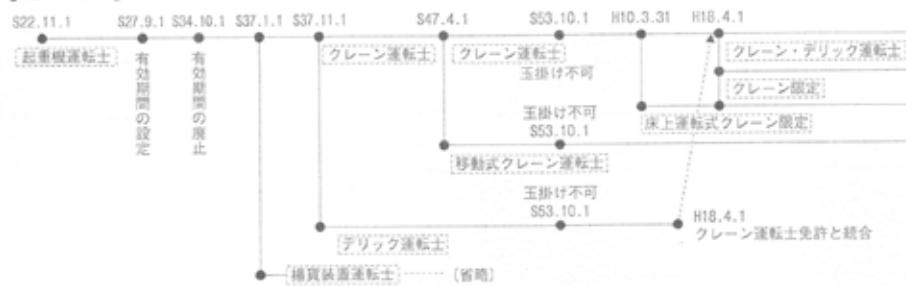 S22.11.1 S27.9.1 S34.10.1 S37.1.1 S37.11.1 S47.4.1 S53.10.1 H10.3.31 H18.4.1
起重機運転士
有効期間の設定
有効期間の廃止
クレーン運転士
クレーン運転士
玉掛け不可
クレーン・デリック運転士
クレーン限定
床上運転式クレーン限定
玉掛け不可
S53.10.1
移動式クレーン運転士
玉掛け不可
S53.10.1
デリック運転士
H18.4.1
クレーン運転士免許と統合
揚貨装置運転士 (省略)